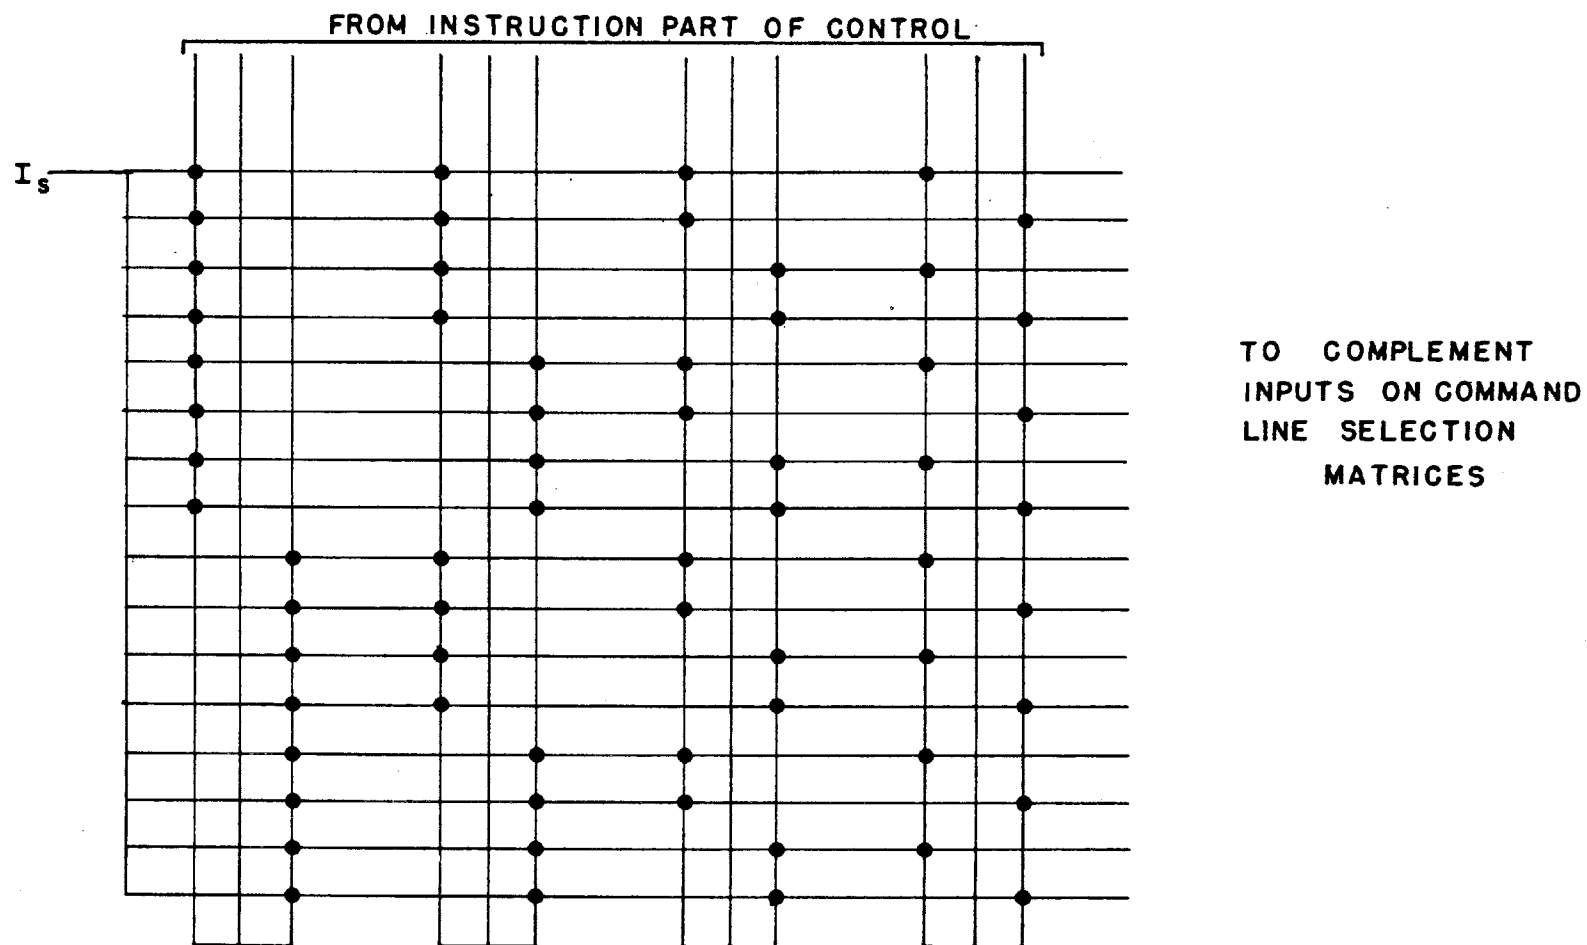 FROM INSTRUCTION PART OF CONTROL
Is
TO COMPLEMENT
INPUTS ON COMMAND
LINE SELECTION
MATRICES